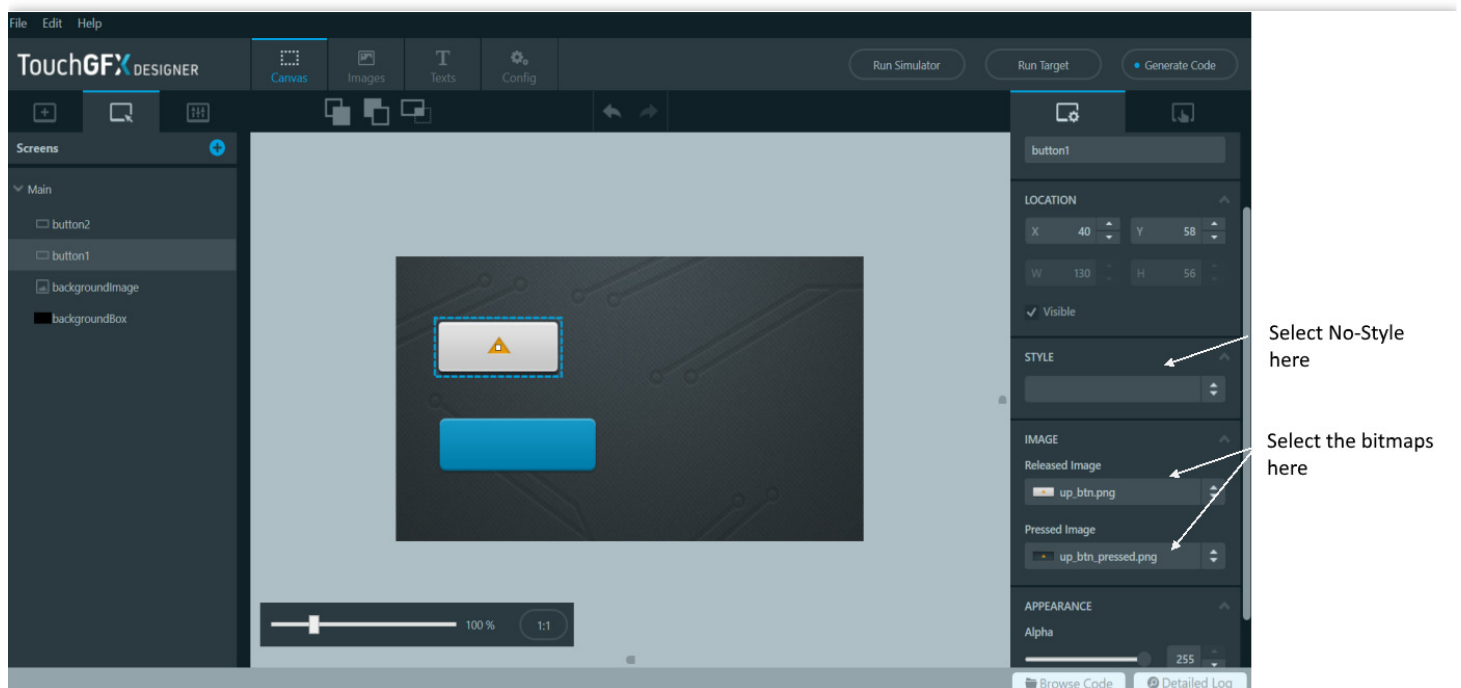 File Edit Help
TouchGFX DESIGNER
Canvas
Images
Texts
Config
Run Simulator
Run Target
Generate Code
Screens
Main
button2
button1
backgroundImage
backgroundBox
100 %
1:1
button1
LOCATION
X 40 Y 58
W 130 H 56
Visible
STYLE
IMAGE
Released Image
up_btn.png
Pressed Image
up_btn_pressed.png
APPEARANCE
Alpha
255
Browse Code
Detailed Log
Select No-Style
here
Select the bitmaps
here